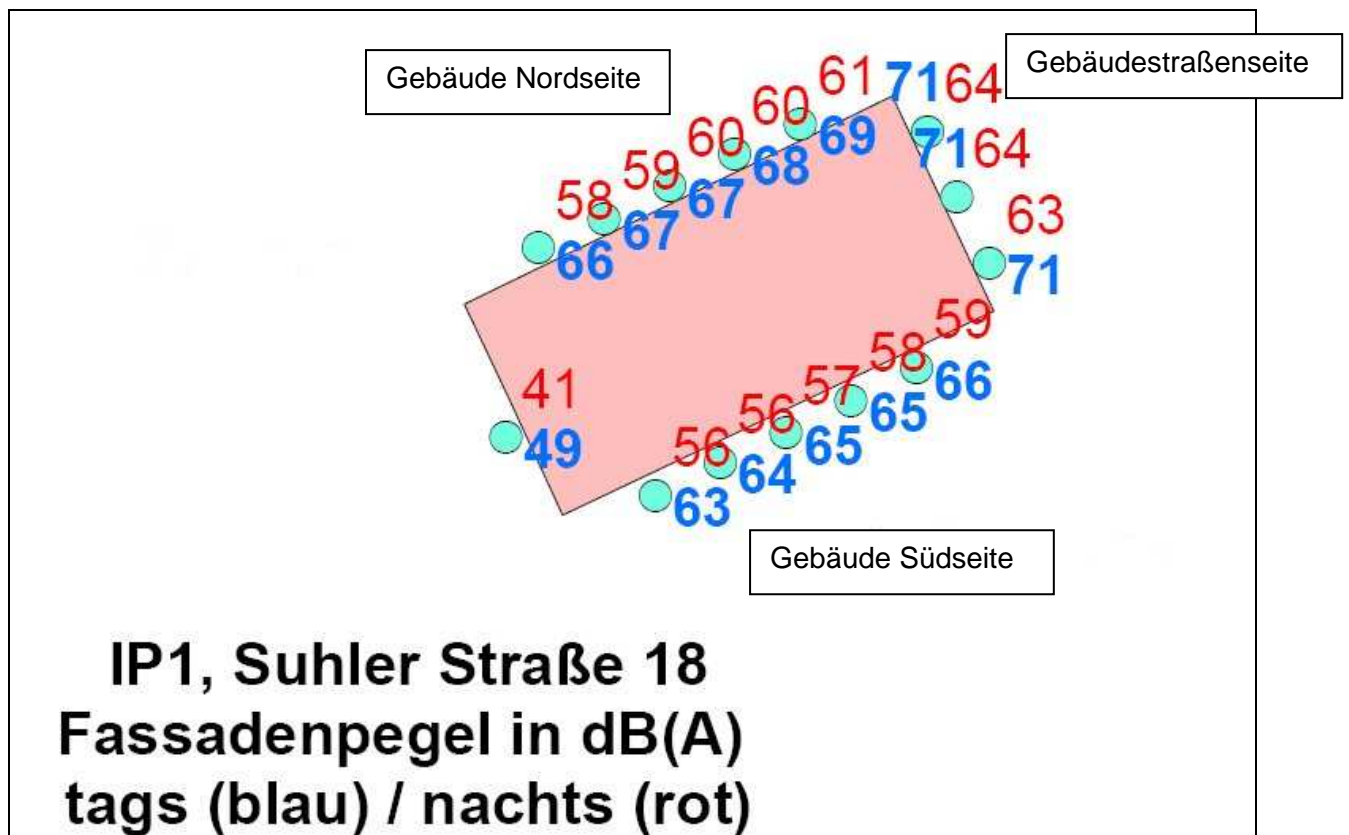 Gebäude Nordseite
Gebäudestraßenseite
61 71 64
60 69 71 64
60 68
59 67
58 67
66
63
71
59
58 66
57 65
56 65
56 64
63
41
49
Gebäude Südseite
IP1, Suhler Straße 18
Fassadenpegel in dB(A)
tags (blau) / nachts (rot)